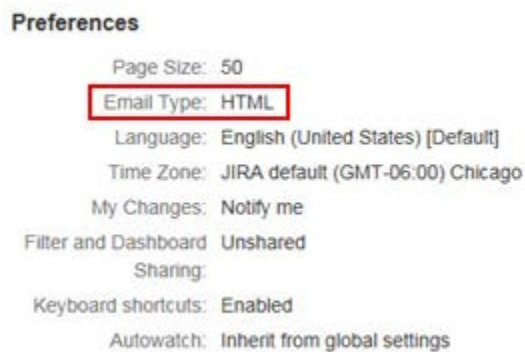 Preferences
Page Size: 50
Email Type: HTML
Language: English (United States) [Default]
Time Zone: JIRA default (GMT-06:00) Chicago
My Changes: Notify me
Filter and Dashboard Unshared
Sharing:
Keyboard shortcuts: Enabled
Autowatch: Inherit from global settings